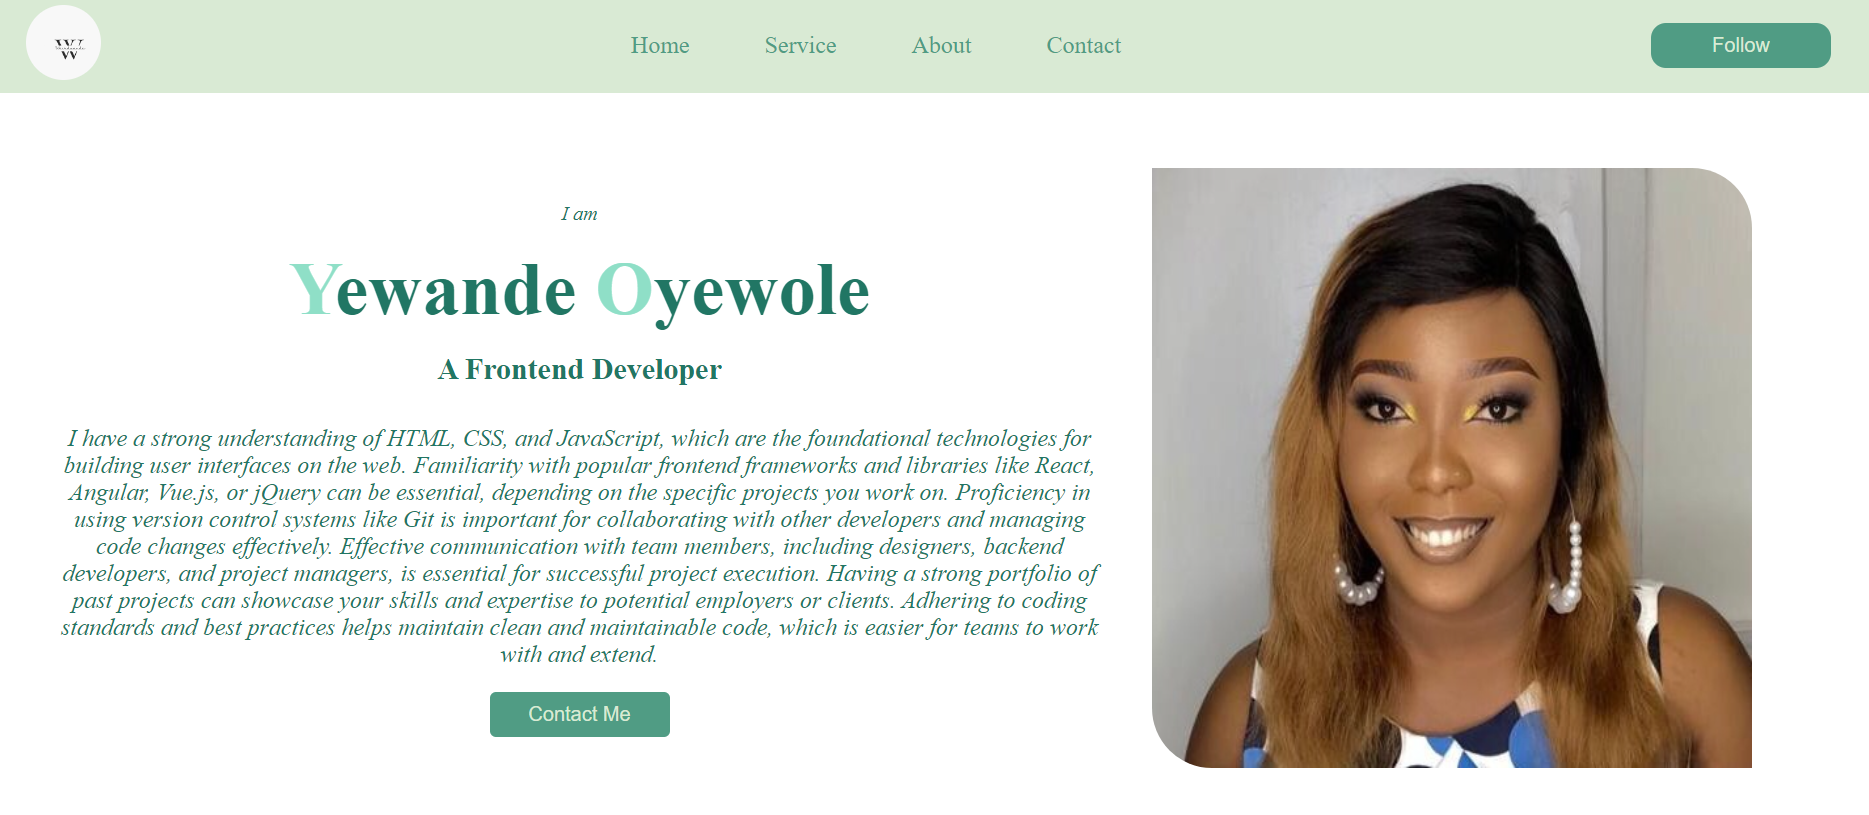 W
Home Service About Contact
Follow
I am
Yewande Oyewole
A Frontend Developer
I have a strong understanding of HTML, CSS, and JavaScript, which are the foundational technologies for
building user interfaces on the web. Familiarity with popular frontend frameworks and libraries like React,
Angular, Vue.js, or jQuery can be essential, depending on the specific projects you work on. Proficiency in
using version control systems like Git is important for collaborating with other developers and managing
code changes effectively. Effective communication with team members, including designers, backend
developers, and project managers, is essential for successful project execution. Having a strong portfolio of
past projects can showcase your skills and expertise to potential employers or clients. Adhering to coding
standards and best practices helps maintain clean and maintainable code, which is easier for teams to work
with and extend.
Contact Me